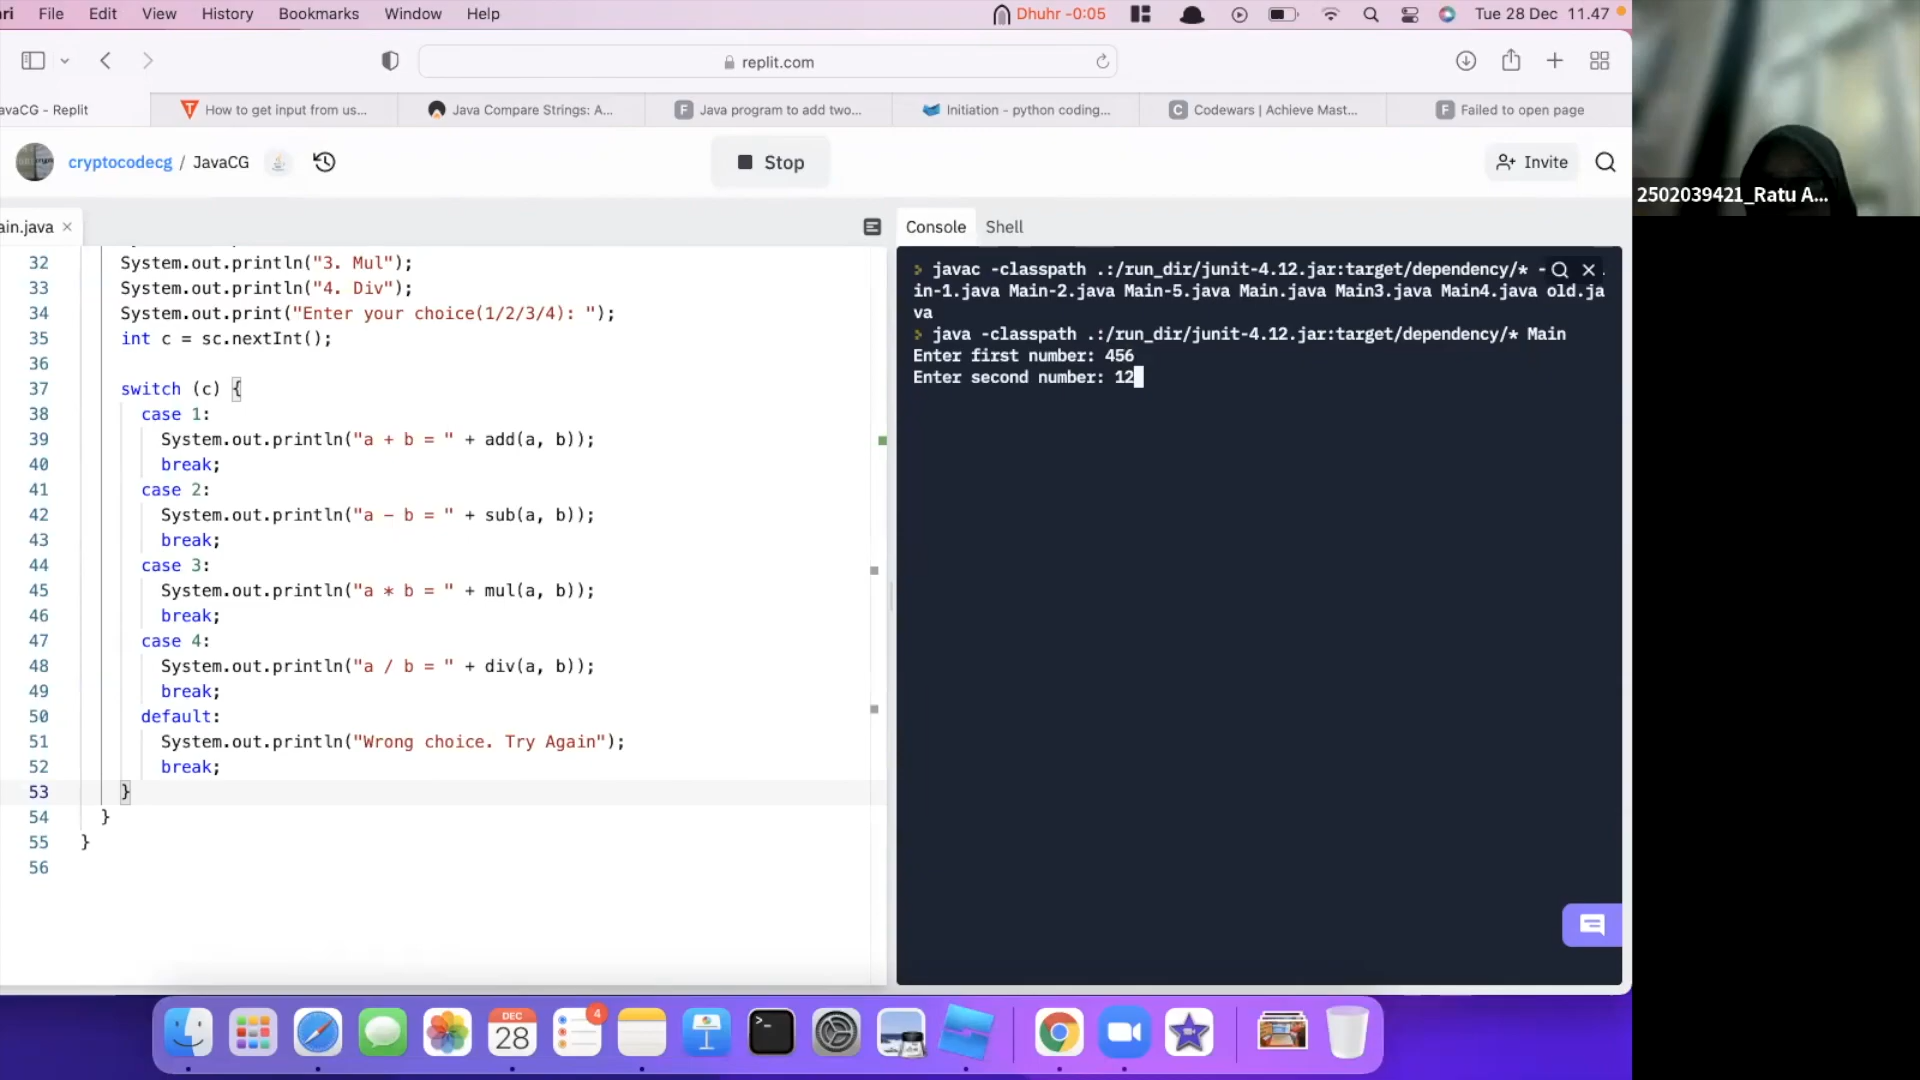 ri File Edit View History Bookmarks Window Help Dhuhr -0:05 Tue 28 Dec 11.47
replit.com
avaCG - Replit How to get input from us... Java Compare Strings: A... Java program to add two... Initiation - python coding... Codewars | Achieve Mast... Failed to open page
cryptocodecg / JavaCG Stop Invite
2502039421_Ratu A...
ain.java Console Shell
32 System.out.println("3. Mul");
33 System.out.println("4. Div");
34 System.out.print("Enter your choice(1/2/3/4): ");
35 int c = sc.nextInt();
36
37 switch (c) {
38 case 1:
39 System.out.println("a + b = " + add(a, b));
40 break;
41 case 2:
42 System.out.println("a - b = " + sub(a, b));
43 break;
44 case 3:
45 System.out.println("a * b = " + mul(a, b));
46 break;
47 case 4:
48 System.out.println("a / b = " + div(a, b));
49 break;
50 default:
51 System.out.println("Wrong choice. Try Again");
52 break;
53 }
54 }
55 }
56
javac -classpath .:/run_dir/junit-4.12.jar:target/dependency/* - .
in-1.java Main-2.java Main-5.java Main.java Main3.java Main4.java old.ja
va
java -classpath .:/run_dir/junit-4.12.jar:target/dependency/* Main
Enter first number: 456
Enter second number: 12
DEC
28
4